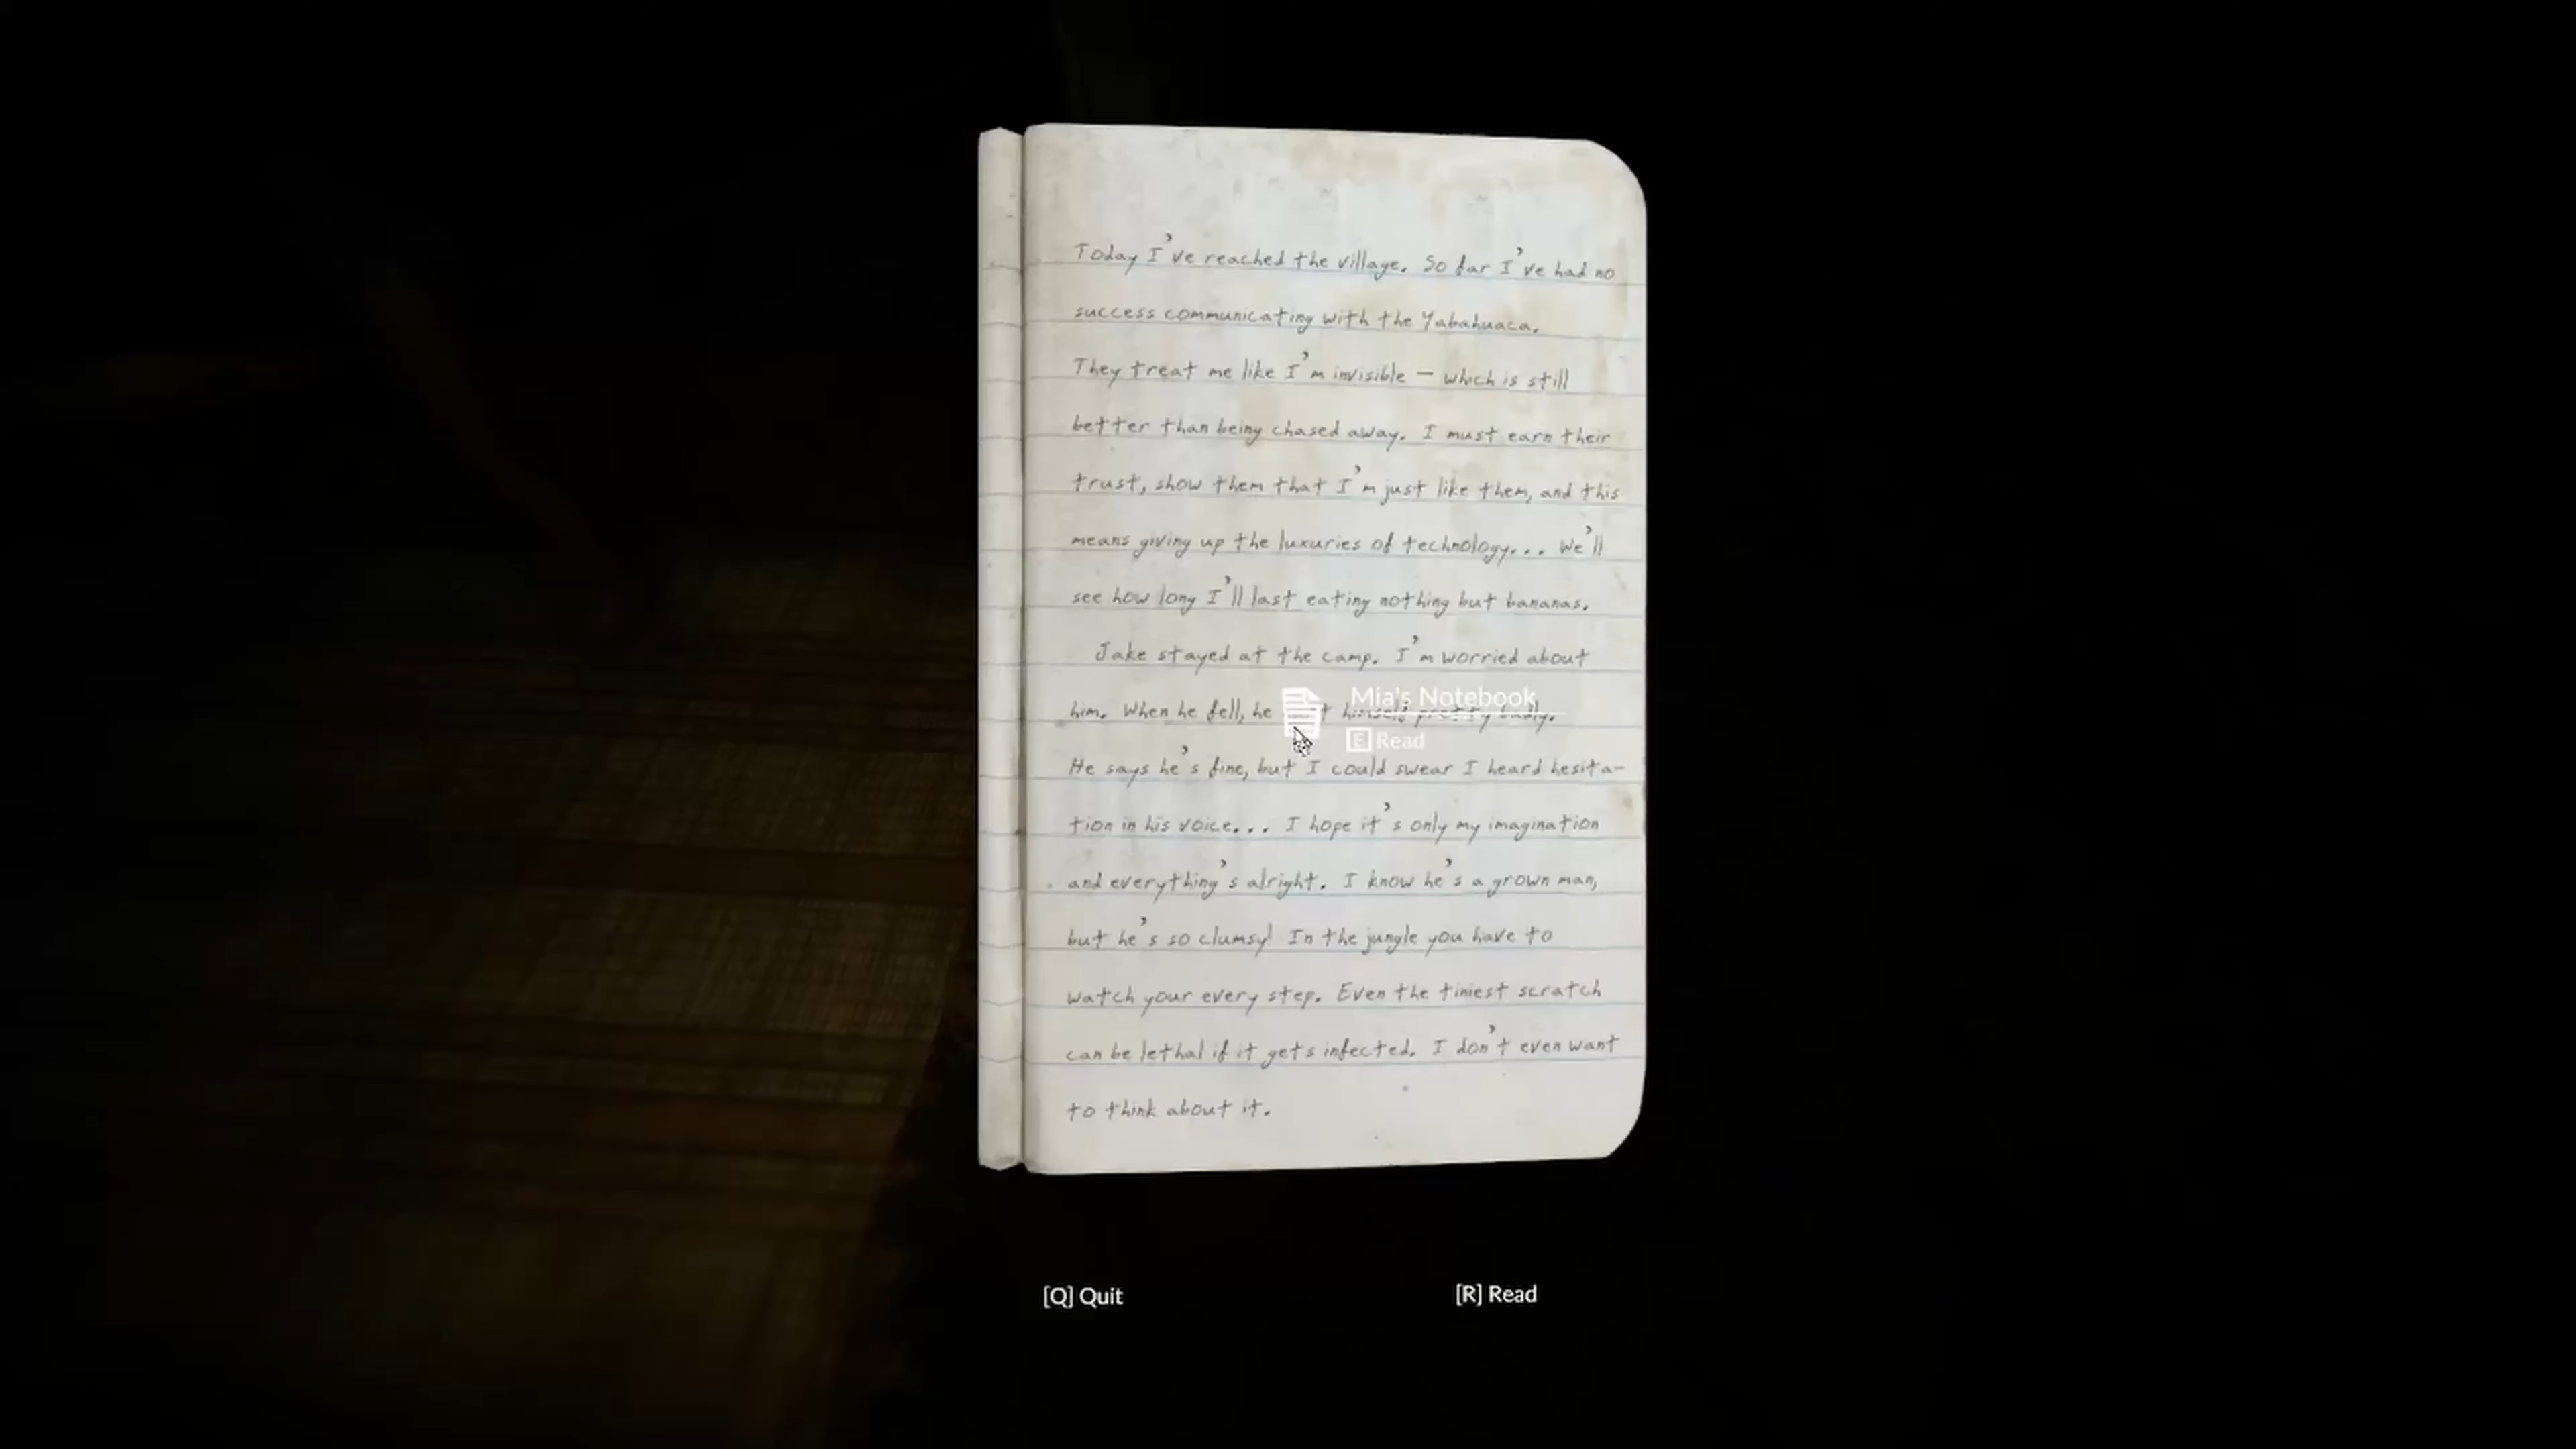 Today I've reached the village. So far I've had no
success communicating with the Yabahuaca.
They treat me like I'm invisible — which is still
better than being chased away. I must earn their
trust, show them that I'm just like them, and this
means giving up the luxuries of technology... We'll
see how long I'll last eating nothing but bananas.
Jake stayed at the camp. I'm worried about
him. When he fell, he himself pretty badly.
Mia's Notebook
[E] Read
He says he's fine, but I could swear I heard hesita-
tion in his voice... I hope it's only my imagination
and everything's alright. I know he's a grown man,
but he's so clumsy! In the jungle you have to
watch your every step. Even the tiniest scratch
can be lethal if it gets infected. I don't even want
to think about it.
[Q] Quit
[R] Read